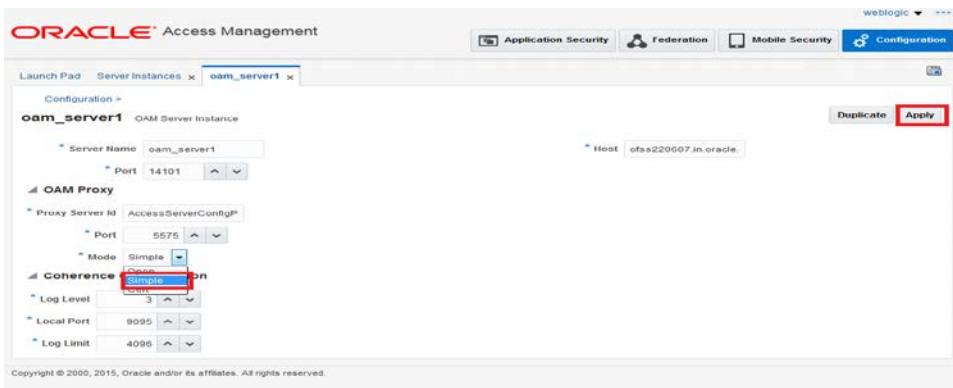 weblogic
ORACLE Access Management
Application Security Federation Mobile Security Configuration
Launch Pad Server Instances x oam_server1 x
Configuration >
oam_server1 OAM Server Instance Duplicate Apply
* Server Name oam_server1 * Host ofss220607.in.oracle.
* Port 14101
OAM Proxy
* Proxy Server Id AccessServerConfigP
* Port 5575
* Mode Simple
Open
Coherence on
Simple
Cert
* Log Level 3
* Local Port 9095
* Log Limit 4096
Copyright © 2000, 2015, Oracle and/or its affiliates. All rights reserved.